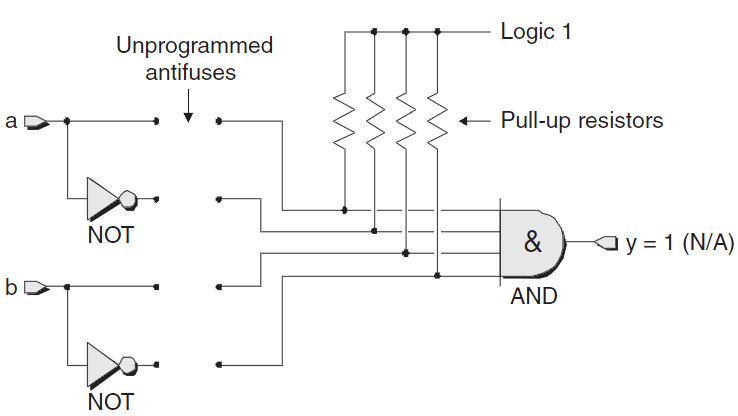 Logic 1
Unprogrammed
antifuses
a
Pull-up resistors
NOT
&
y = 1 (N/A)
b
AND
NOT